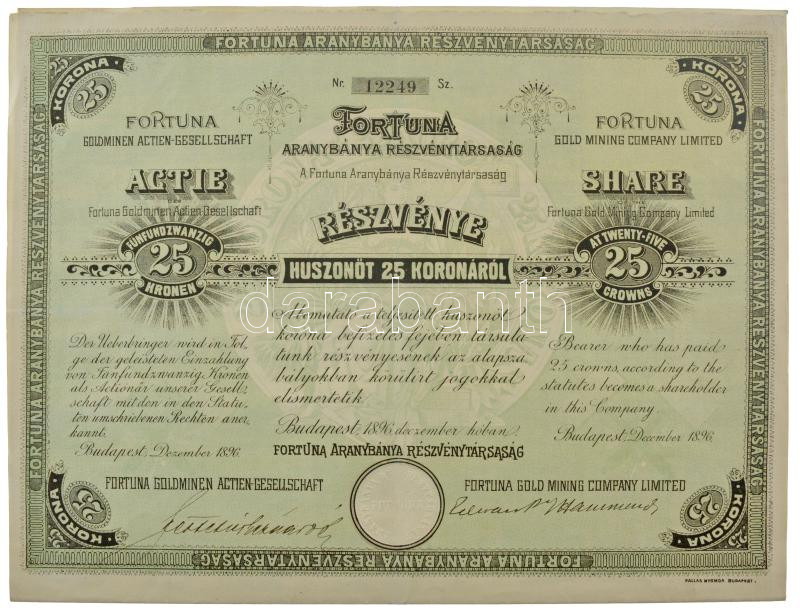 FORTUNA ARANYBÁNYA RÉSZVÉNYTÁRSASÁG
25 KORONA
25 KORONA
Nr. 12249 Sz.
FORTUNA
GOLDMINEN ACTIEN-GESELLSCHAFT
ACTIE
DER
Fortuna Goldminen Actien Gesellschaft
FÜNFUNDZWANZIG
25
KRONEN
Der Ueberbringer wird in Fol,
ge der geleisteten Einzahlung
von Fünfundzwanzig Kronen
als Actionär unserer Gesell,
schaft mit den in den Statu,
ten umschriebenen Rechten aner,
kannt.
Budapest, Dezember 1896.
FORTUNA
ARANYBÁNYA RÉSZVÉNYTÁRSASÁG
A Fortuna Aranybánya Részvénytársaság
RÉSZVÉNYE
HUSZONÖT 25 KORONÁRÓL
Abemutató a teljesitett huszonöt
korona befizetés fejében társula,
tunk részvényesének az alapsza,
bályokban körülirt jogokkal
elismertetik.
Budapest, 1896. deczember hóban.
FORTUNA ARANYBÁNYA RÉSZVÉNYTÁRSASÁG
FORTUNA
GOLD MINING COMPANY LIMITED
SHARE
OF THE
Fortuna Gold Mining Company Limited
AT TWENTY-FIVE
25
CROWNS
Bearer who has paid
25 crowns, according to the
statutes becomes a shareholder
in this Company.
Budapest, December 1896.
FORTUNA GOLDMINEN ACTIEN-GESELLSCHAFT
FORTUNA GOLD MINING COMPANY LIMITED
25 KORONA
25 KORONA
FORTUNA ARANYBÁNYA RÉSZVÉNYTÁRSASÁG
FORTUNA ARANYBÁNYA RÉSZVÉNYTÁRSASÁG
FORTUNA ARANYBÁNYA RÉSZVÉNYTÁRSASÁG
PALLAS NYOMDA BUDAPEST.
darabanth